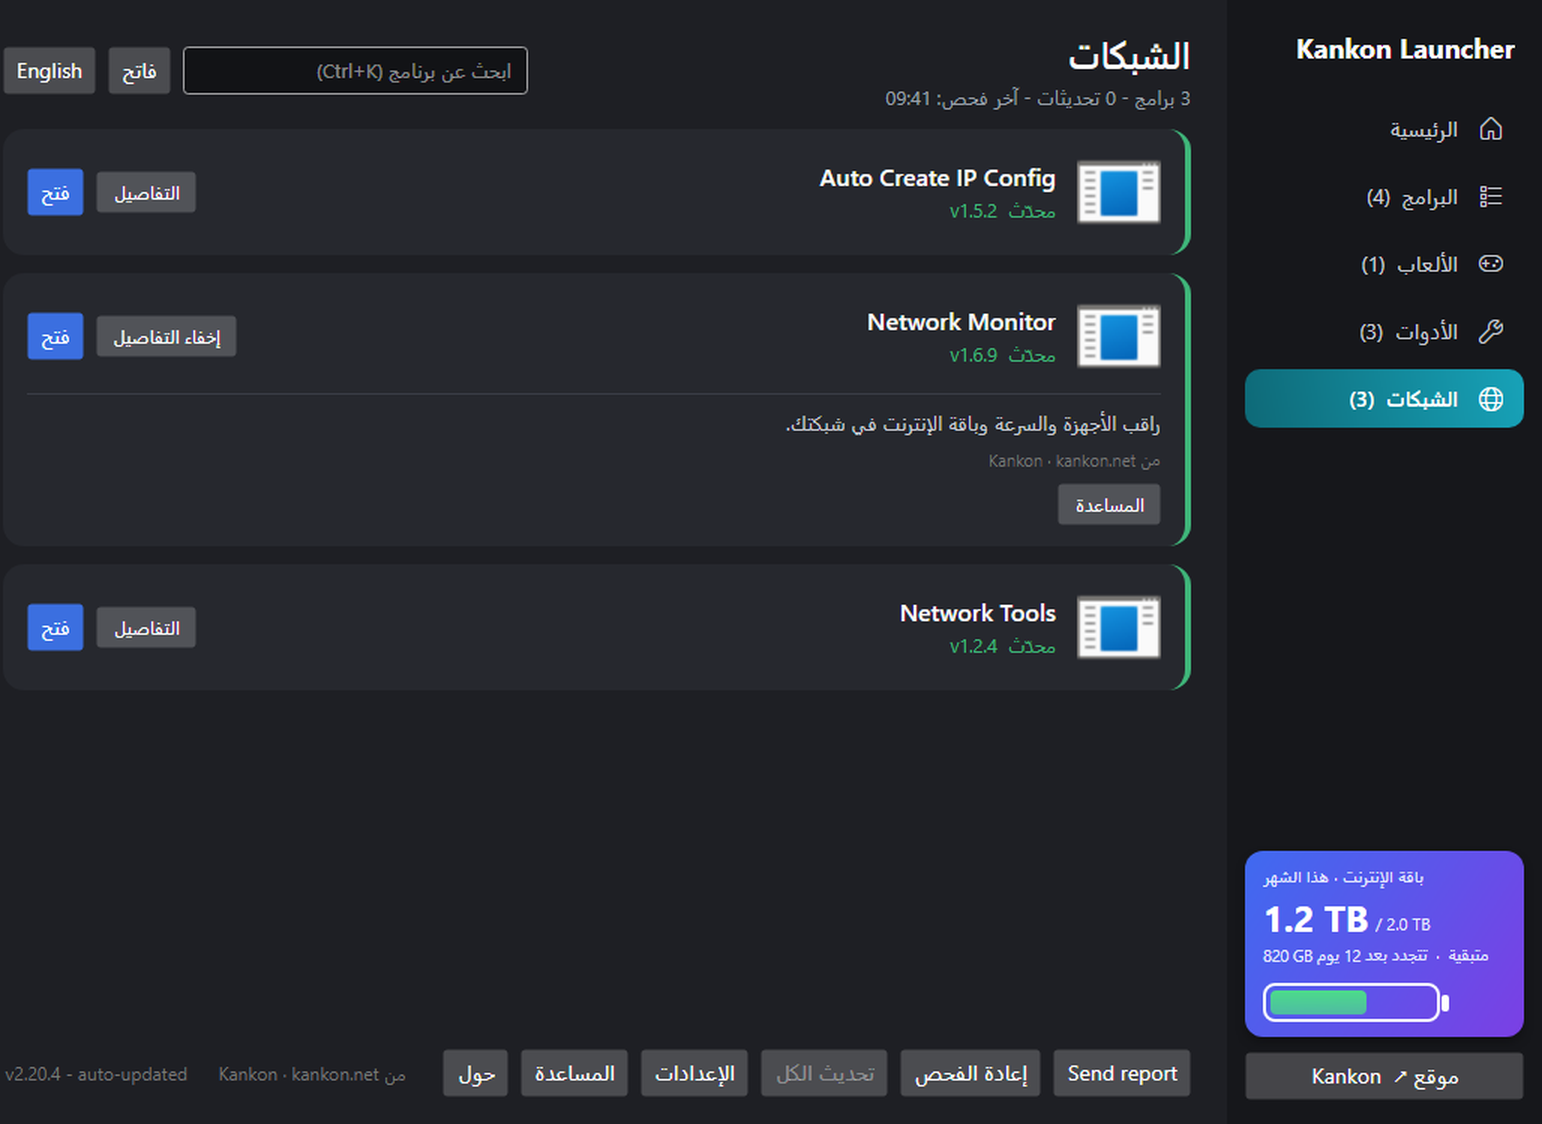 Kankon Launcher
الرئيسية
البرامج (4)
الألعاب (1)
الأدوات (3)
الشبكات (3)
باقة الإنترنت · هذا الشهر
1.2 TB / 2.0 TB
820 GB متبقية · تتجدد بعد 12 يوم
موقع Kankon ↗
الشبكات
3 برامج - 0 تحديثات - آخر فحص: 09:41
ابحث عن برنامج (Ctrl+K)
فاتح
English
Auto Create IP Config
محدّث v1.5.2
التفاصيل
فتح
Network Monitor
محدّث v1.6.9
إخفاء التفاصيل
فتح
راقب الأجهزة والسرعة وباقة الإنترنت في شبكتك.
من Kankon · kankon.net
المساعدة
Network Tools
محدّث v1.2.4
التفاصيل
فتح
Send report
إعادة الفحص
تحديث الكل
الإعدادات
المساعدة
حول
من Kankon · kankon.net
v2.20.4 - auto-updated